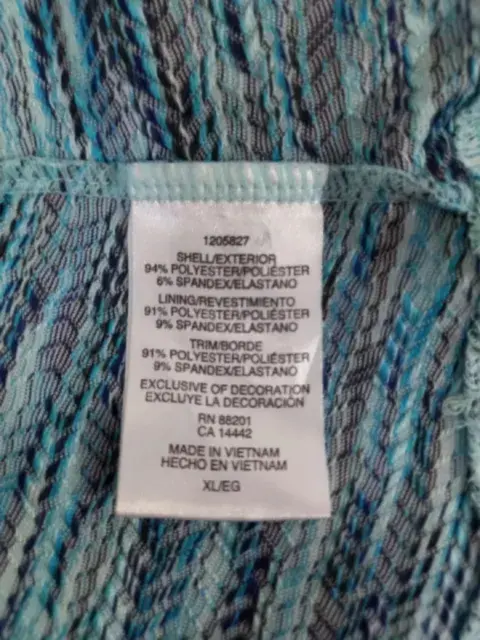 1205827
SHELL/EXTERIOR
94% POLYESTER/POLIÉSTER
6% SPANDEX/ELASTANO
LINING/REVESTIMIENTO
91% POLYESTER/POLIÉSTER
9% SPANDEX/ELASTANO
TRIM/BORDE
91% POLYESTER/POLIÉSTER
9% SPANDEX/ELASTANO
EXCLUSIVE OF DECORATION
EXCLUYE LA DECORACIÓN
RN 88201
CA 14442
MADE IN VIETNAM
HECHO EN VIETNAM
XL/EG